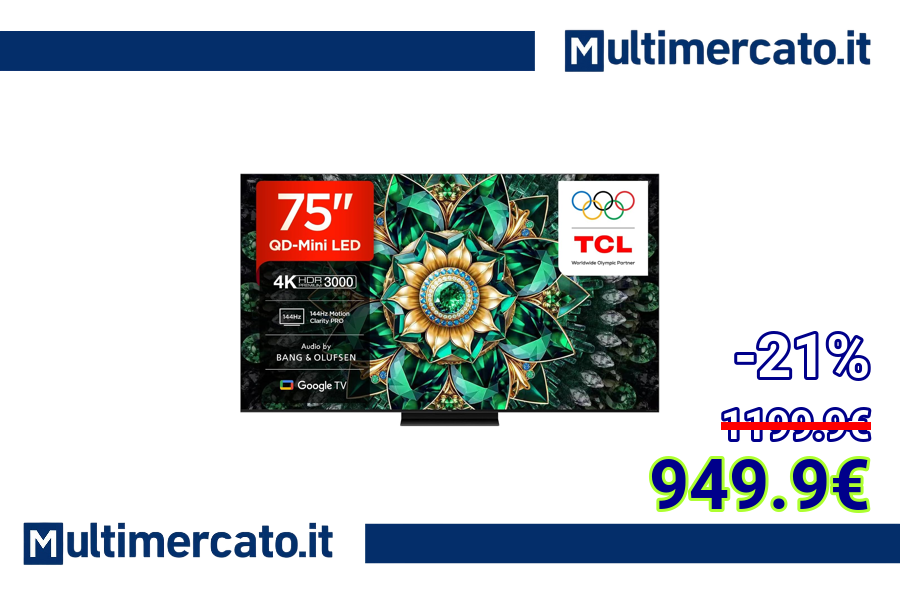 Multimercato.it
75"
QD-Mini LED
4K HDR PREMIUM 3000
144Hz
144Hz Motion
Clarity PRO
Audio by
BANG & OLUFSEN
Google TV
TCL
Worldwide Olympic Partner
-21%
1199.9€
949.9€
Multimercato.it